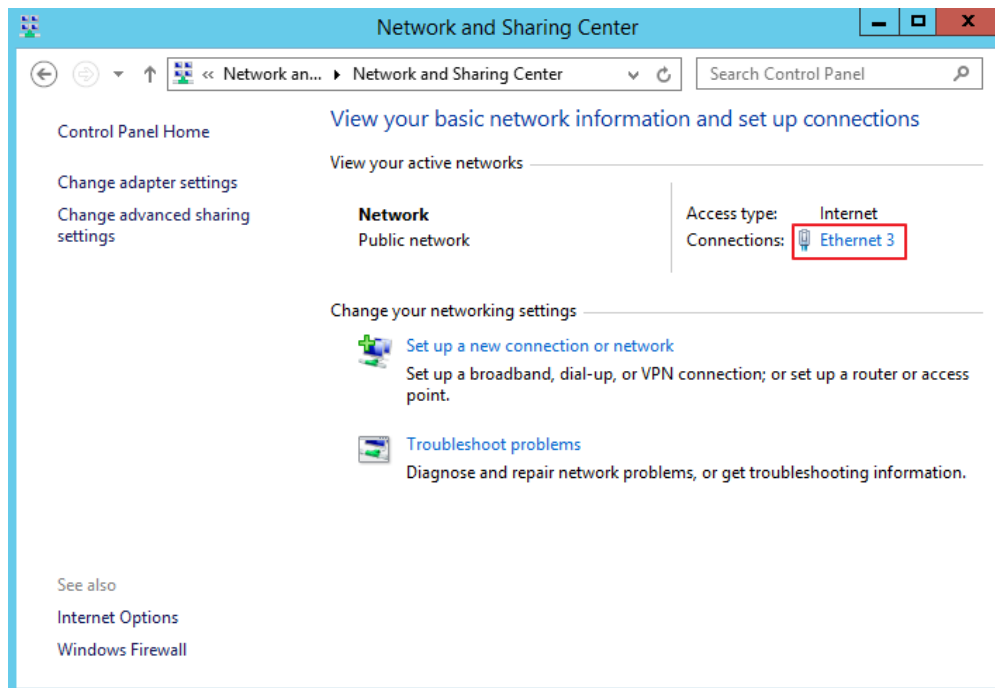 Network and Sharing Center
« Network an... Network and Sharing Center
Search Control Panel
Control Panel Home
Change adapter settings
Change advanced sharing
settings
View your basic network information and set up connections
View your active networks
Network
Public network
Access type: Internet
Connections: Ethernet 3
Change your networking settings
Set up a new connection or network
Set up a broadband, dial-up, or VPN connection; or set up a router or access
point.
Troubleshoot problems
Diagnose and repair network problems, or get troubleshooting information.
See also
Internet Options
Windows Firewall